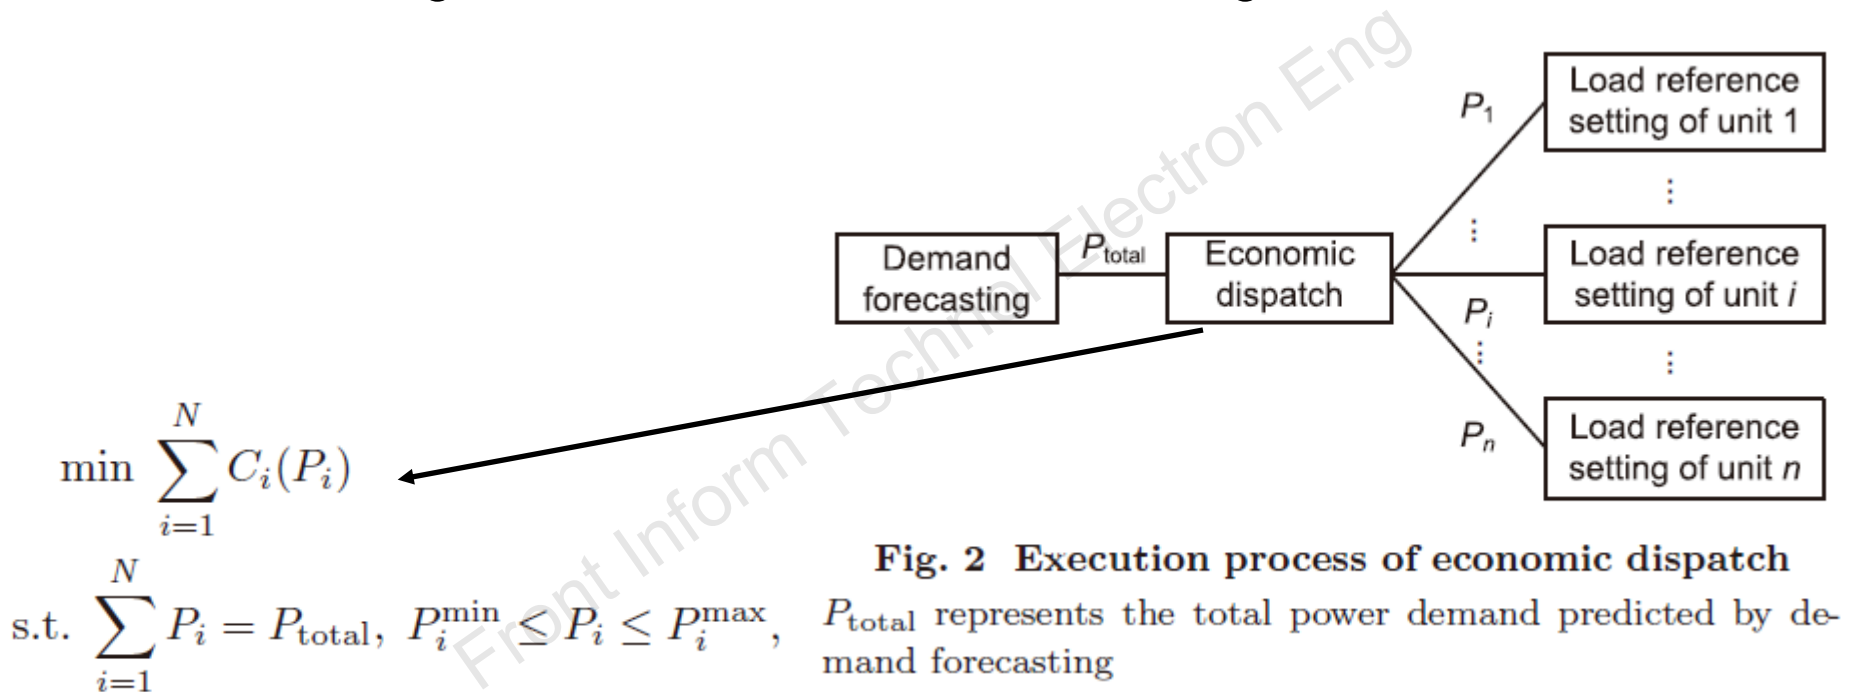 P₁
Load reference
setting of unit 1
⋮
⋮
Demand
forecasting
P_total
Economic
dispatch
Load reference
setting of unit i
P_i
⋮
⋮
P_n
Load reference
setting of unit n
min \sum_{i=1}^{N} C_i(P_i)
s.t. \sum_{i=1}^{N} P_i = P_total, P_i^min ≤ P_i ≤ P_i^max,
Fig. 2 Execution process of economic dispatch
P_total represents the total power demand predicted by de-
mand forecasting
Front Inform Technol Electron Eng